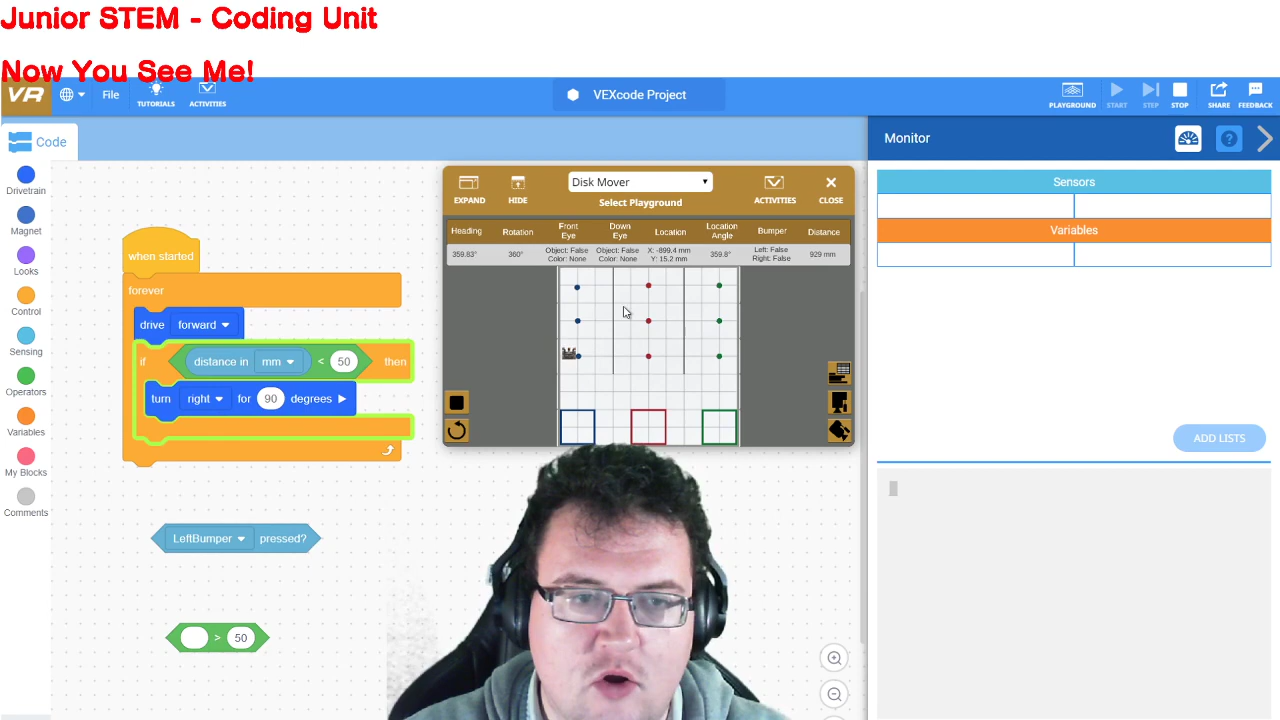 Junior STEM - Coding Unit
Now You See Me!
VR
File
TUTORIALS
ACTIVITIES
VEXcode Project
PLAYGROUND
START
STEP
STOP
SHARE
FEEDBACK
Code
Monitor
?
Drivetrain
Magnet
Looks
Control
Sensing
Operators
Variables
My Blocks
Comments
when started
forever
drive forward
if distance in mm < 50 then
turn right for 90 degrees
LeftBumper pressed?
> 50
EXPAND
HIDE
Disk Mover
Select Playground
ACTIVITIES
CLOSE
Heading Rotation Front Eye Down Eye Location Location Angle Bumper Distance
359.83° 360° Object: False Color: None Object: False Color: None X: -899.4 mm Y: 15.2 mm 359.8° Left: False Right: False 929 mm
Sensors
Variables
ADD LISTS